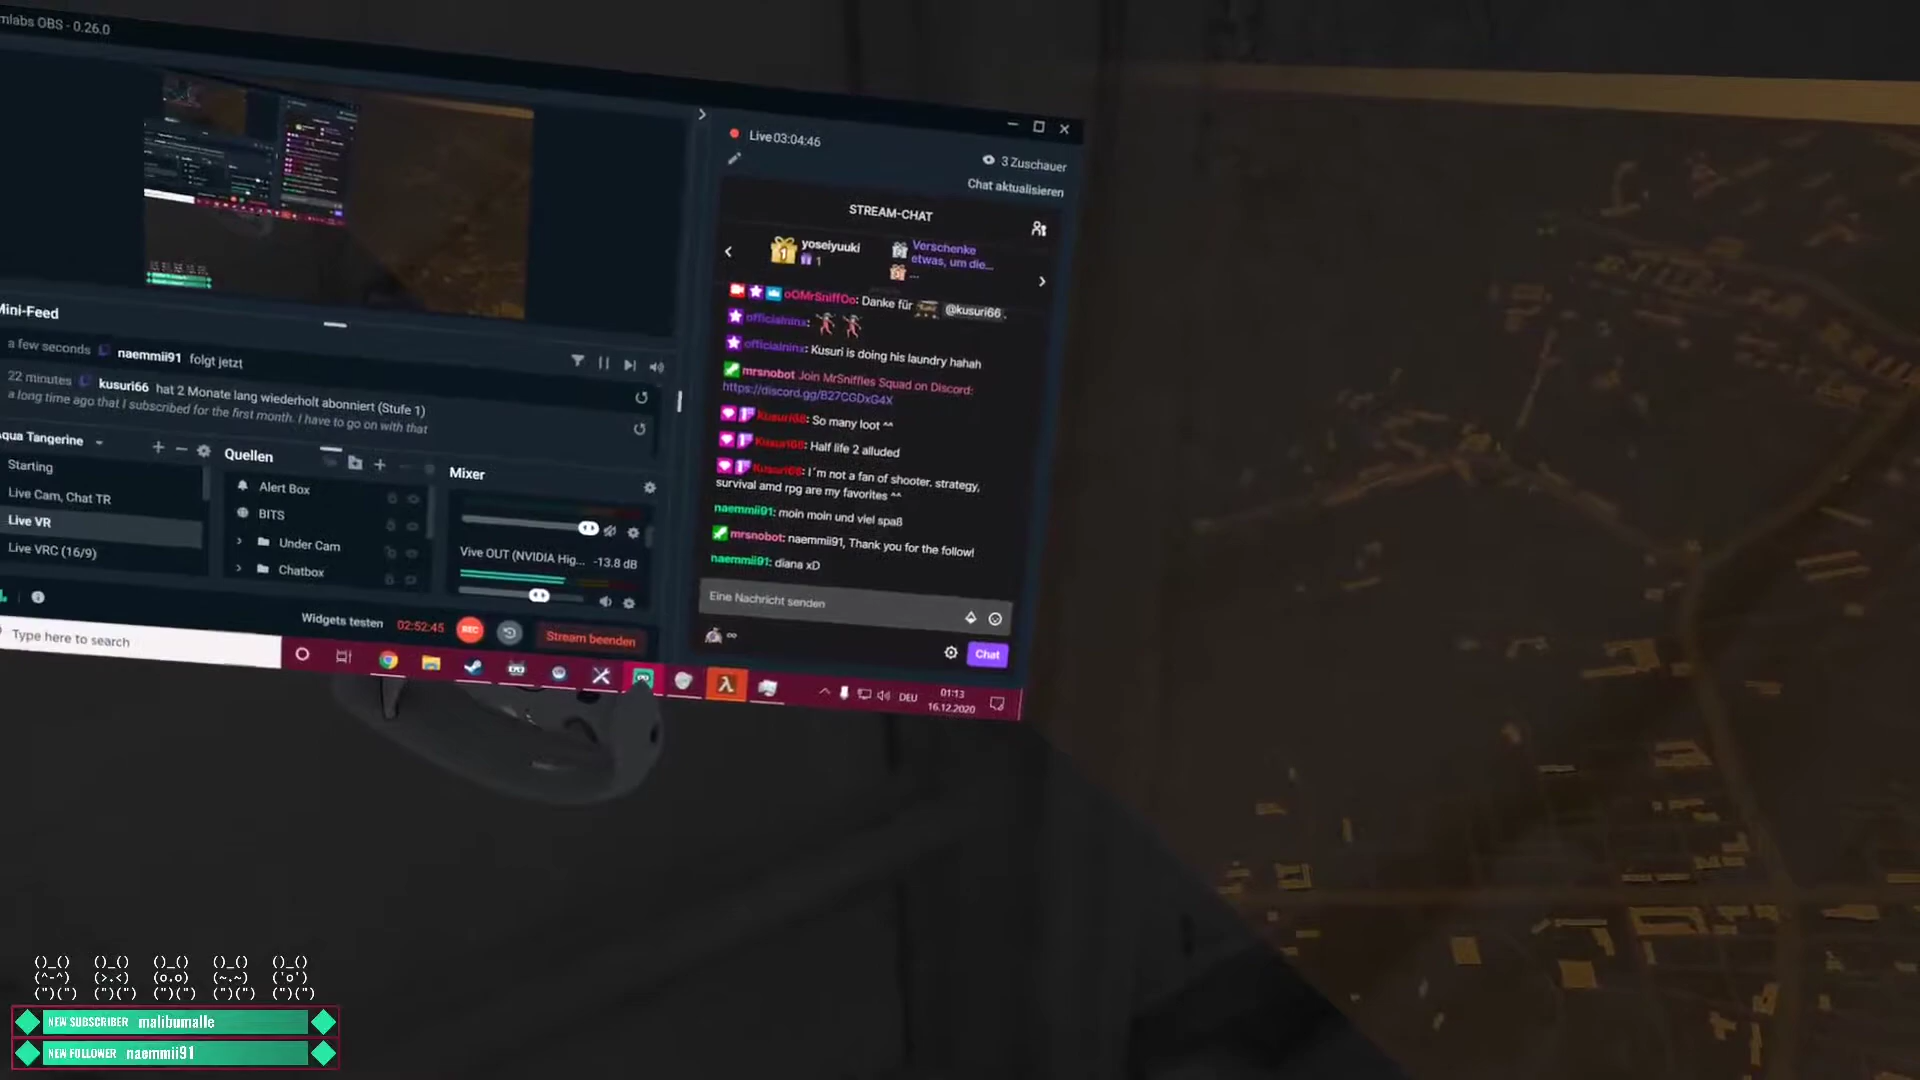 mlabs OBS - 0.26.0
Live 03:04:46
3 Zuschauer
Chat aktualisieren
STREAM-CHAT
yoseiyuuki
1
Verschenke
etwas, um die...
...
oOMrSniffOo: Danke für @kusuri66 .
officialninx:
officialninx: Kusuri is doing his laundry hahah
mrsnobot Join MrSniffles Squad on Discord:
https://discord.gg/B27CGDxG4X
Kusuri66: So many loot ^^
Kusuri66: Half life 2 alluded
Kusuri66: I´m not a fan of shooter. strategy,
survival amd rpg are my favorites ^^
naemmii91: moin moin und viel spaß
mrsnobot: naemmii91, Thank you for the follow!
naemmii91: diana xD
Eine Nachricht senden
∞
Chat
Mini-Feed
a few seconds naemmii91 folgt jetzt
22 minutes kusuri66 hat 2 Monate lang wiederholt abonniert (Stufe 1)
a long time ago that I subscribed for the first month. I have to go on with that
Aqua Tangerine
Starting
Live Cam, Chat TR
Live VR
Live VRC (16/9)
Quellen
Alert Box
BITS
Under Cam
Chatbox
Mixer
Vive OUT (NVIDIA Hig... -13.8 dB
Widgets testen
02:52:45
REC
Stream beenden
Type here to search
DEU
01:13
16.12.2020
()_() ()_() ()_() ()_() ()_()
(^-^) (>.<) (o.o) (~.~) ('o')
(")(") (")(") (")(") (")(") (")(")
NEW SUBSCRIBER malibumalle
NEW FOLLOWER naemmii91